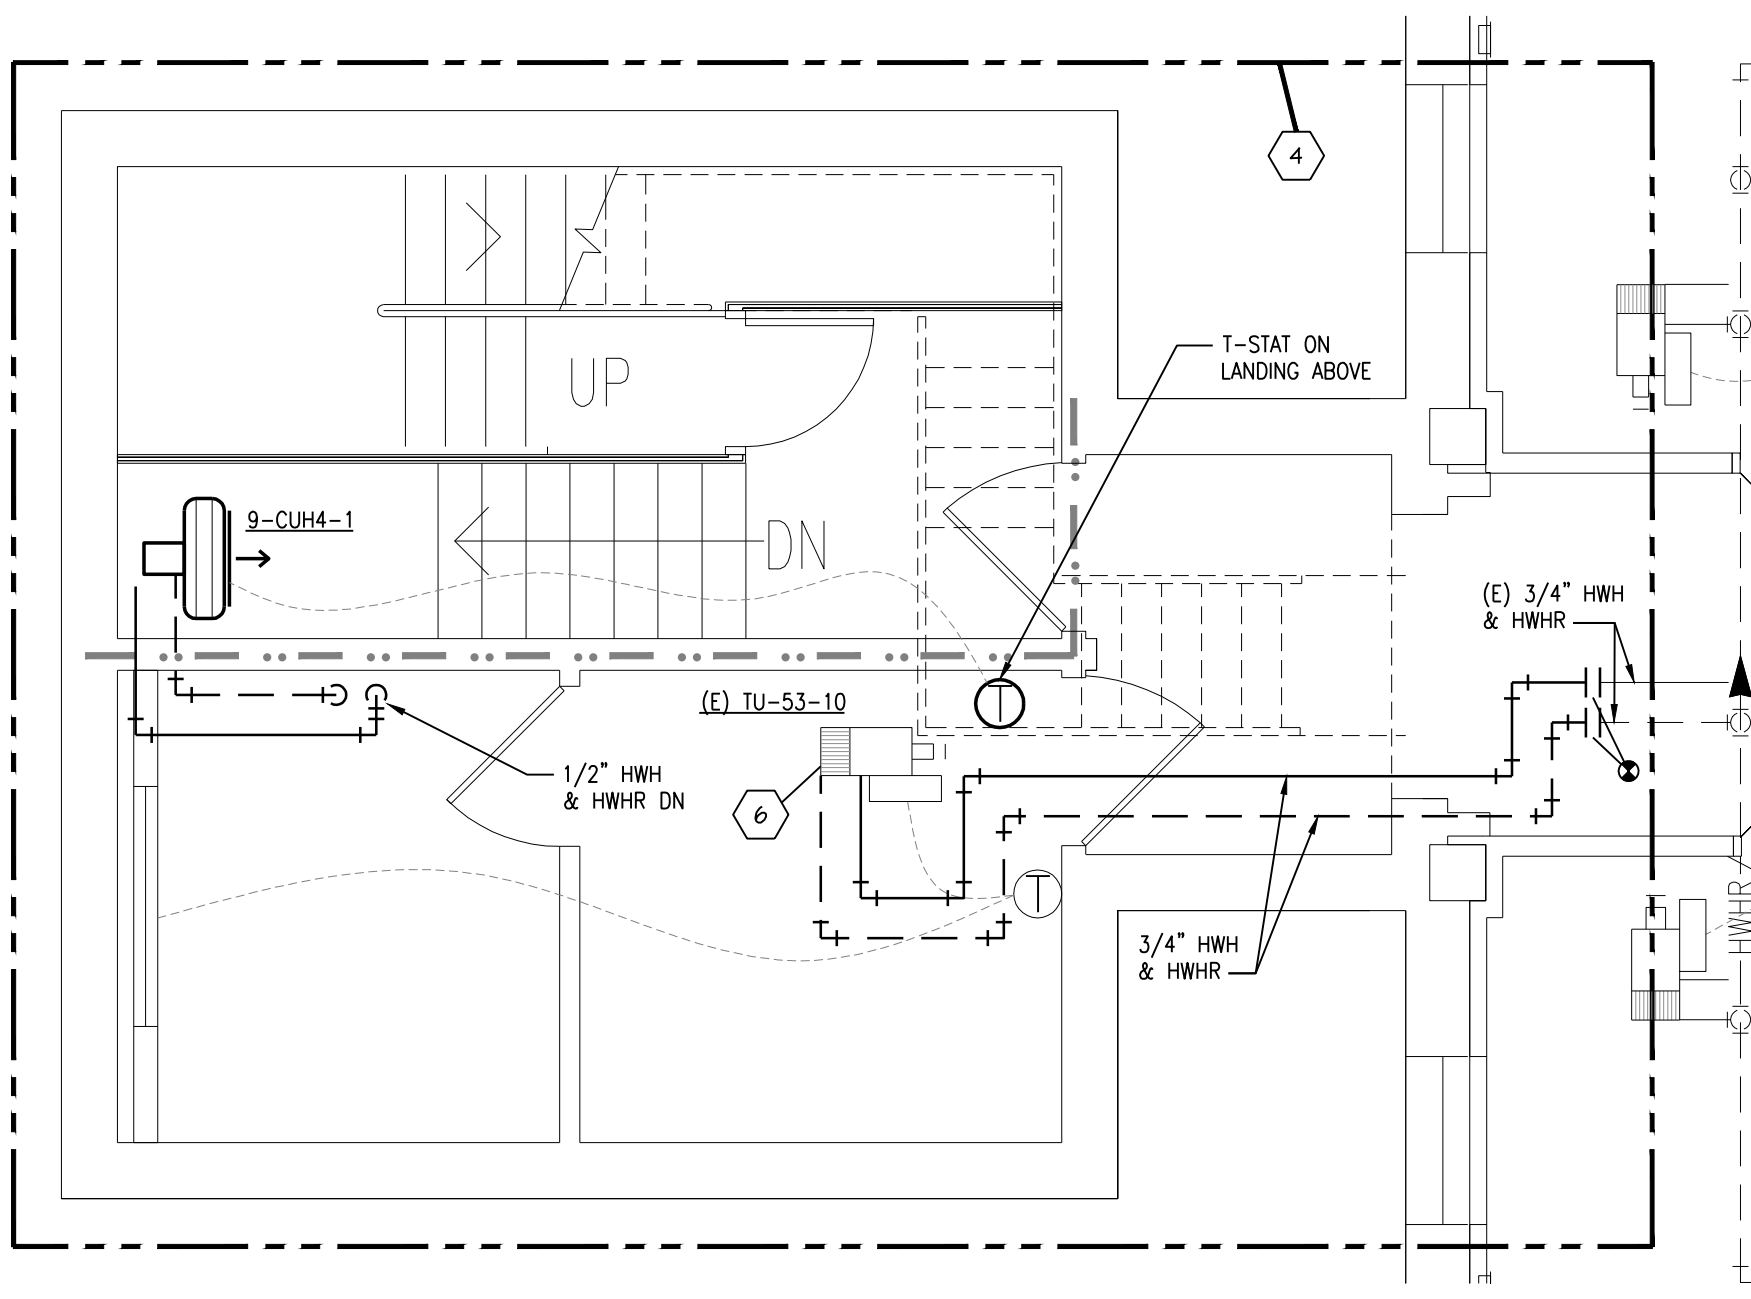 4
T-STAT ON
LANDING ABOVE
UP
9-CUH4-1
DN
(E) 3/4" HWH
& HWHR
T
(E) TU-53-10
1/2" HWH
& HWHR DN
6
T
3/4" HWH
& HWHR
HWHR